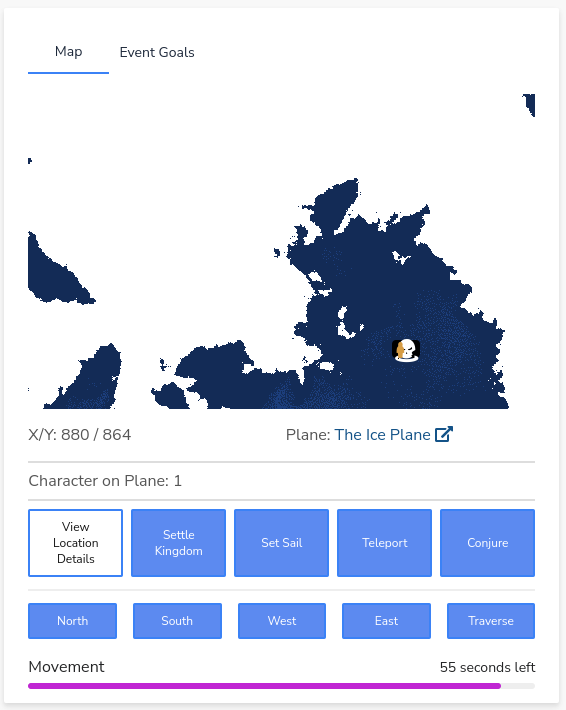 Map Event Goals
X/Y: 880 / 864 Plane: The Ice Plane
Character on Plane: 1
View
Location
Details
Settle
Kingdom
Set Sail
Teleport
Conjure
North South West East Traverse
Movement 55 seconds left